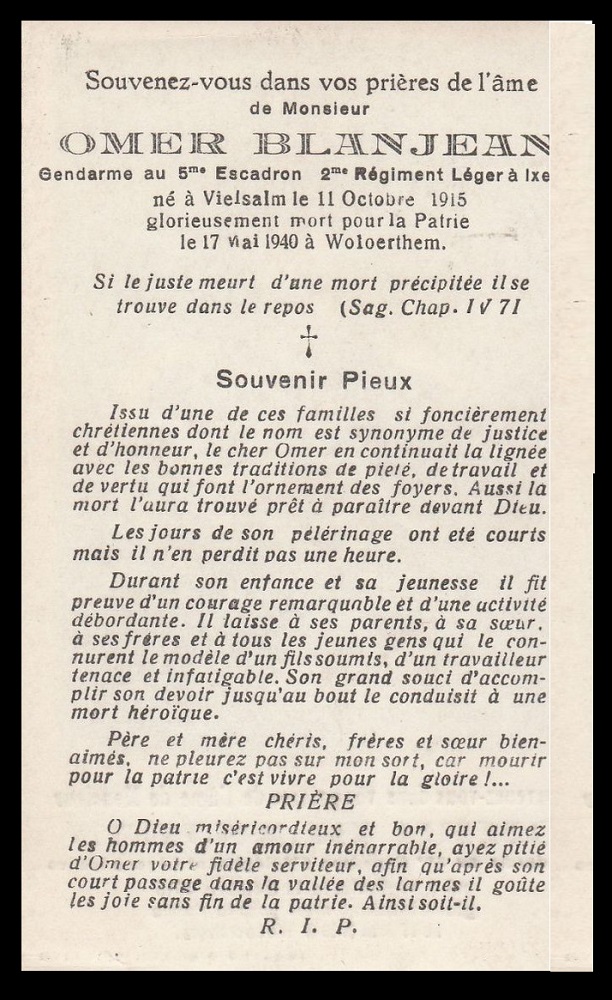 Souvenez-vous dans vos prières de l'âme
de Monsieur
OMER BLANJEAN
Gendarme au 5me Escadron 2me Régiment Léger à Ixe
né à Vielsalm le 11 Octobre 1915
glorieusement mort pour la Patrie
le 17 Mai 1940 à Woloerthem.
Si le juste meurt d'une mort précipitée il se
trouve dans le repos (Sag. Chap. IV 7I
Souvenir Pieux
Issu d'une de ces familles si foncièrement
chrétiennes dont le nom est synonyme de justice
et d'honneur, le cher Omer en continuait la lignée
avec les bonnes traditions de pieté, de travail et
de vertu qui font l'ornement des foyers. Aussi la
mort l'aura trouvé prêt à paraître devant Dieu.
Les jours de son pélérinage ont eté courts
mais il n'en perdit pas une heure.
Durant son enfance et sa jeunesse il fit
preuve d'un courage remarquable et d'une activité
débordante. Il laisse à ses parents, à sa sœur,
à ses frères et à tous les jeunes gens qui le con-
nurent le modèle d'un fils soumis, d'un travailleur
tenace et infatigable. Son grand souci d'accom-
plir son devoir jusqu'au bout le conduisit à une
mort héroïque.
Père et mère chéris, frères et sœur bien-
aimés, ne pleurez pas sur mon sort, car mourir
pour la patrie c'est vivre pour la gloire !...
PRIÈRE
O Dieu miséricordieux et bon, qui aimez
les hommes d'un amour inénarrable, ayez pitié
d'Omer votre fidèle serviteur, afin qu'après son
court passage dans la vallée des larmes il goûte
les joie sans fin de la patrie. Ainsi soit-il.
R. I. P.